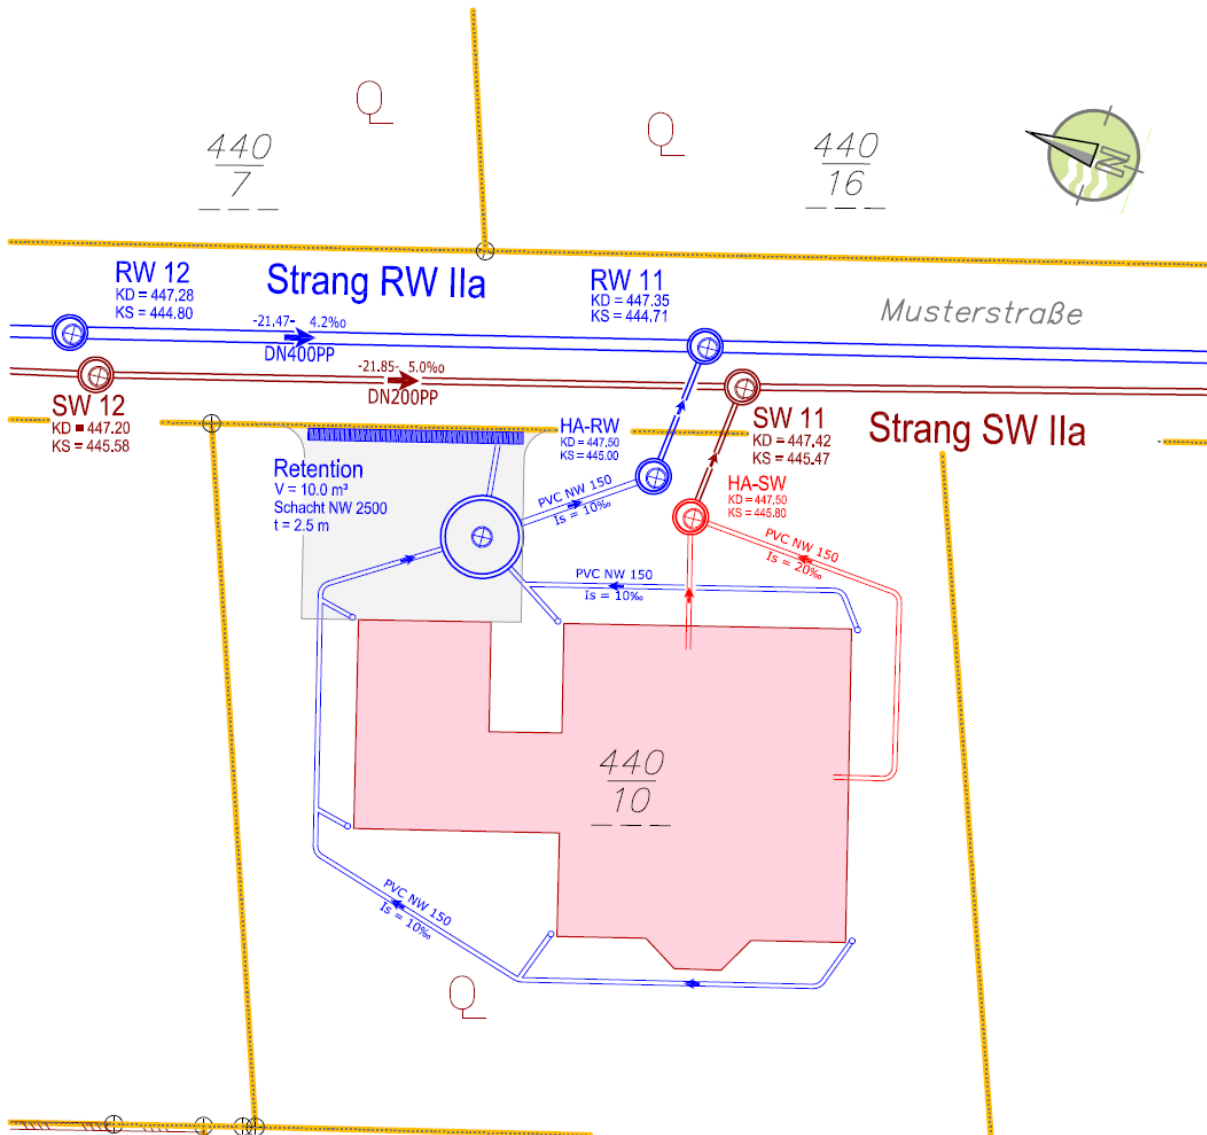 440
7
440
16
N
RW 12
KD = 447.28
KS = 444.80
Strang RW IIa
-21.47- 4.2‰
DN400PP
RW 11
KD = 447.35
KS = 444.71
Musterstraße
-21.85- 5.0‰
DN200PP
SW 12
KD = 447.20
KS = 445.58
SW 11
KD = 447.42
KS = 445.47
Strang SW IIa
HA-RW
KD = 447.50
KS = 445.00
HA-SW
KD = 447.50
KS = 445.80
Retention
V = 10.0 m³
Schacht NW 2500
t = 2.5 m
PVC NW 150
Is = 10‰
PVC NW 150
Is = 20‰
PVC NW 150
Is = 10‰
440
10
PVC NW 150
Is = 10‰